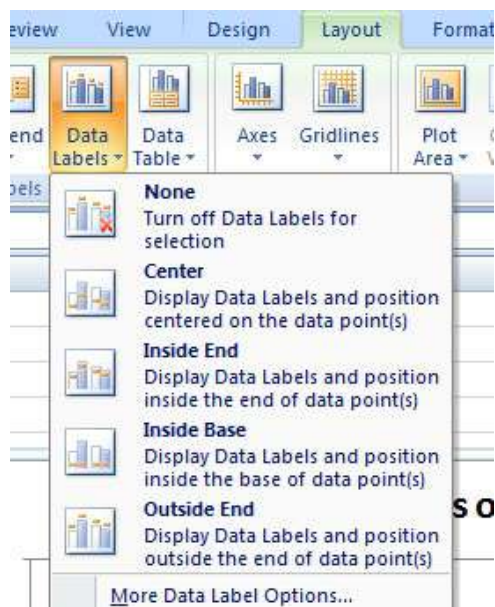 eview View Design Layout Format
end Data Labels Data Table Axes Gridlines Plot Area
bels
None
Turn off Data Labels for
selection
Center
Display Data Labels and position
centered on the data point(s)
Inside End
Display Data Labels and position
inside the end of data point(s)
Inside Base
Display Data Labels and position
inside the base of data point(s)
Outside End
Display Data Labels and position
outside the end of data point(s)
S O
More Data Label Options...